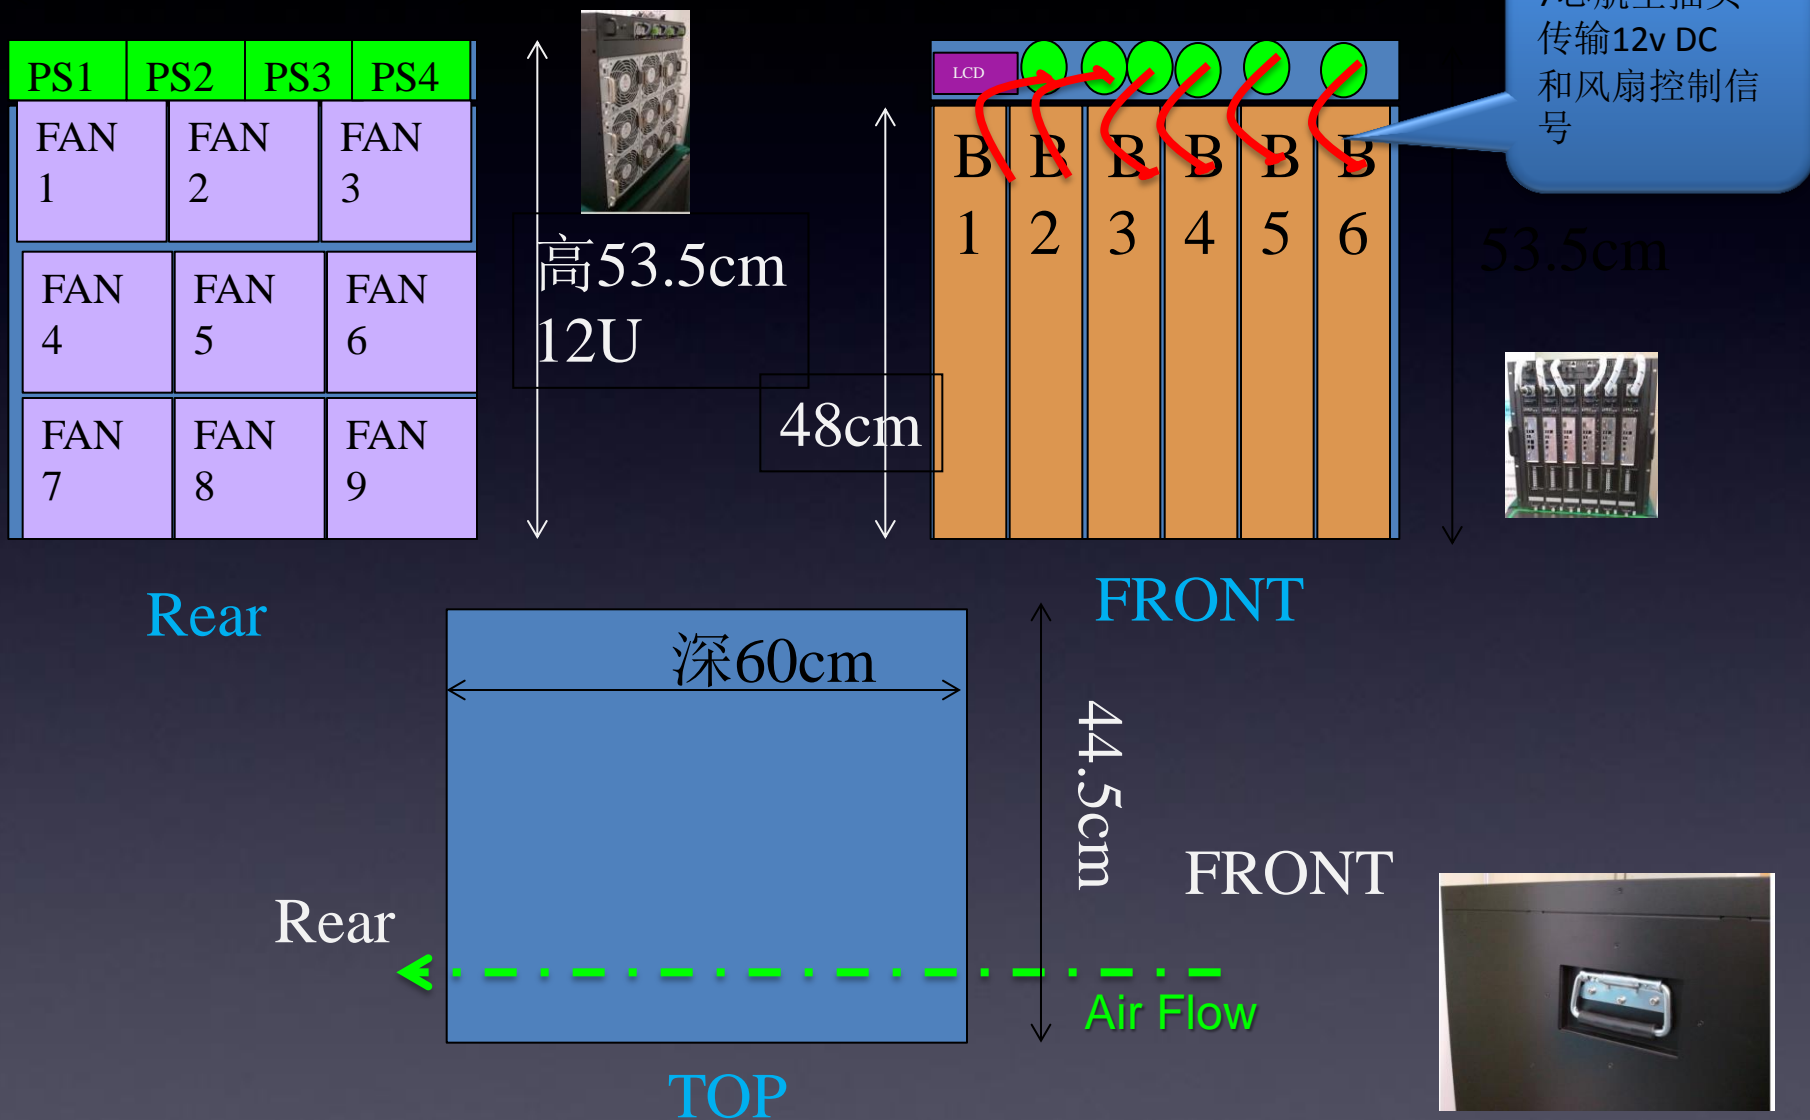 PS1 PS2 PS3 PS4
FAN
1
FAN
2
FAN
3
FAN
4
FAN
5
FAN
6
FAN
7
FAN
8
FAN
9
Rear
高53.5cm
12U
48cm
LCD
B
1
B
2
B
3
B
4
B
5
B
6
传输12v DC
和风扇控制信
号
53.5cm
FRONT
深60cm
44.5cm
FRONT
Rear
Air Flow
TOP